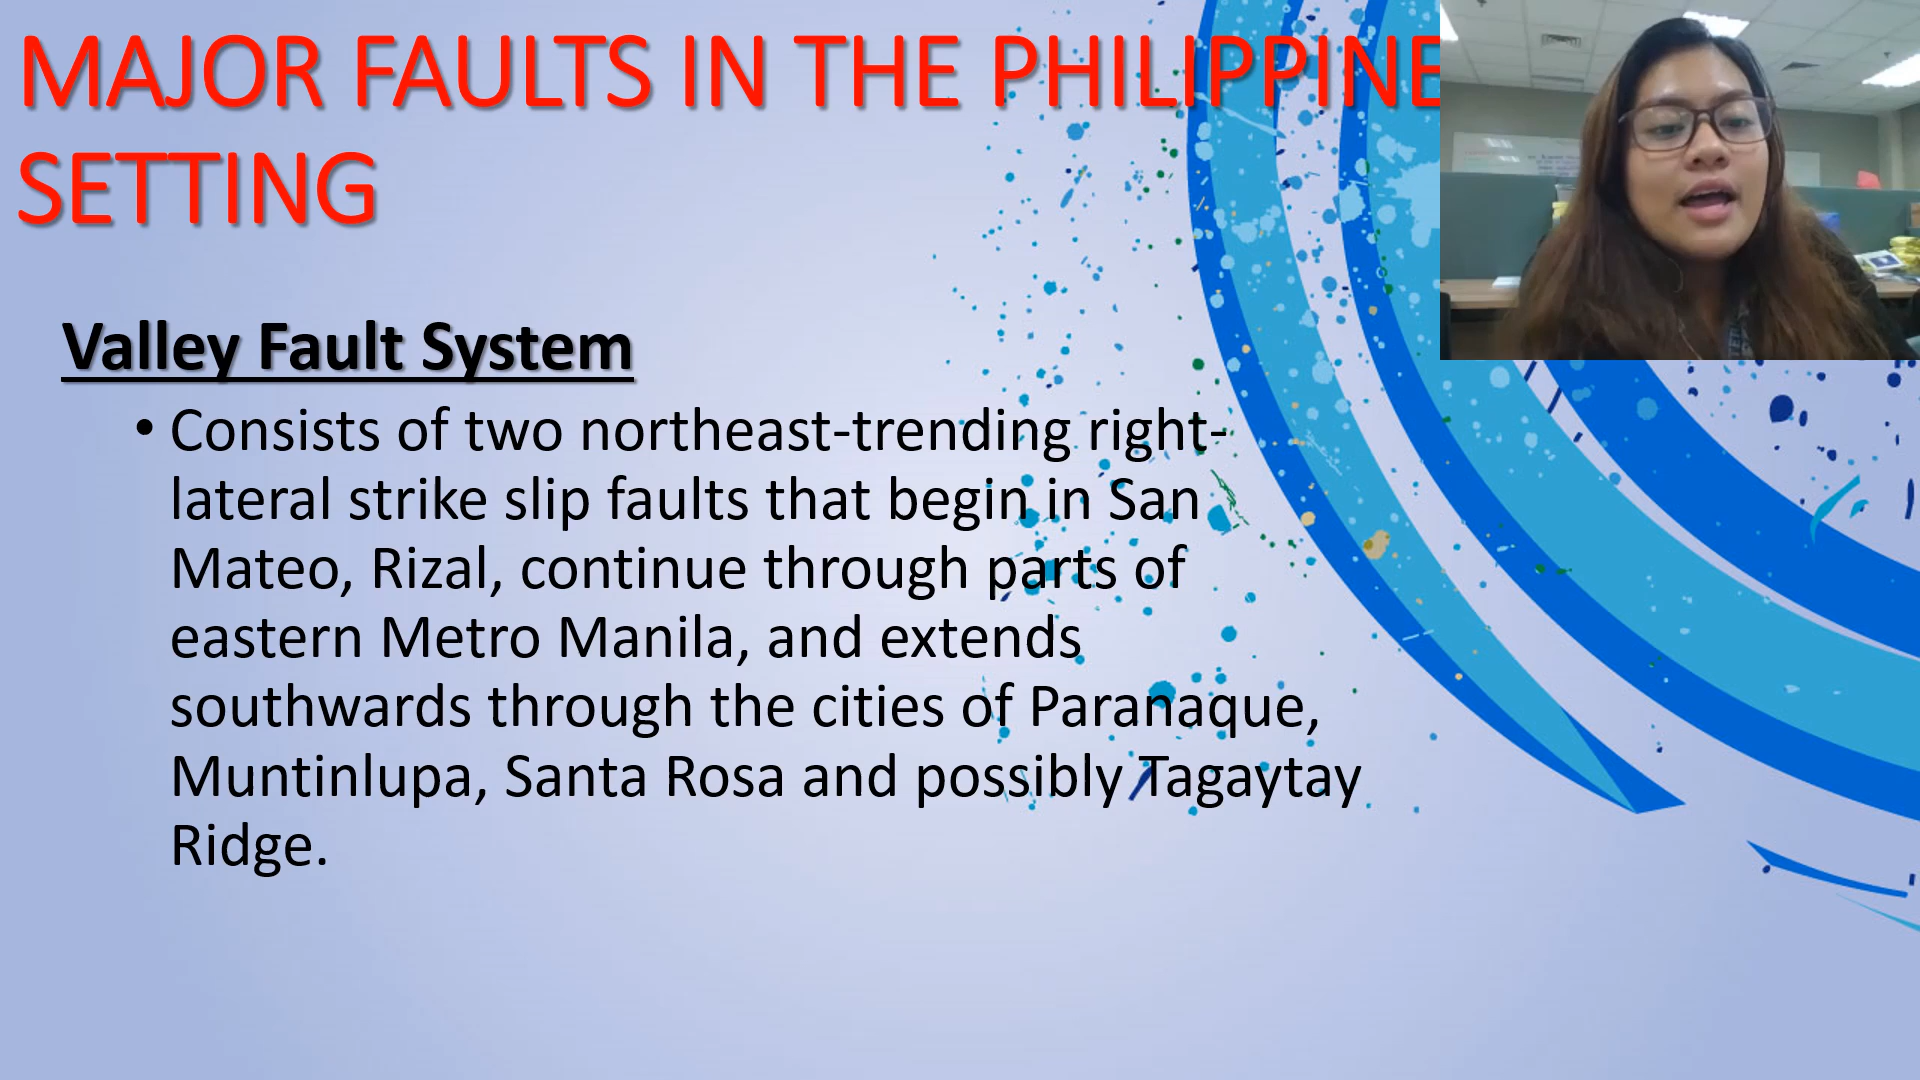 MAJOR FAULTS IN THE PHILIPPINE
SETTING
Valley Fault System
• Consists of two northeast-trending right-
lateral strike slip faults that begin in San
Mateo, Rizal, continue through parts of
eastern Metro Manila, and extends
southwards through the cities of Paranaque,
Muntinlupa, Santa Rosa and possibly Tagaytay
Ridge.